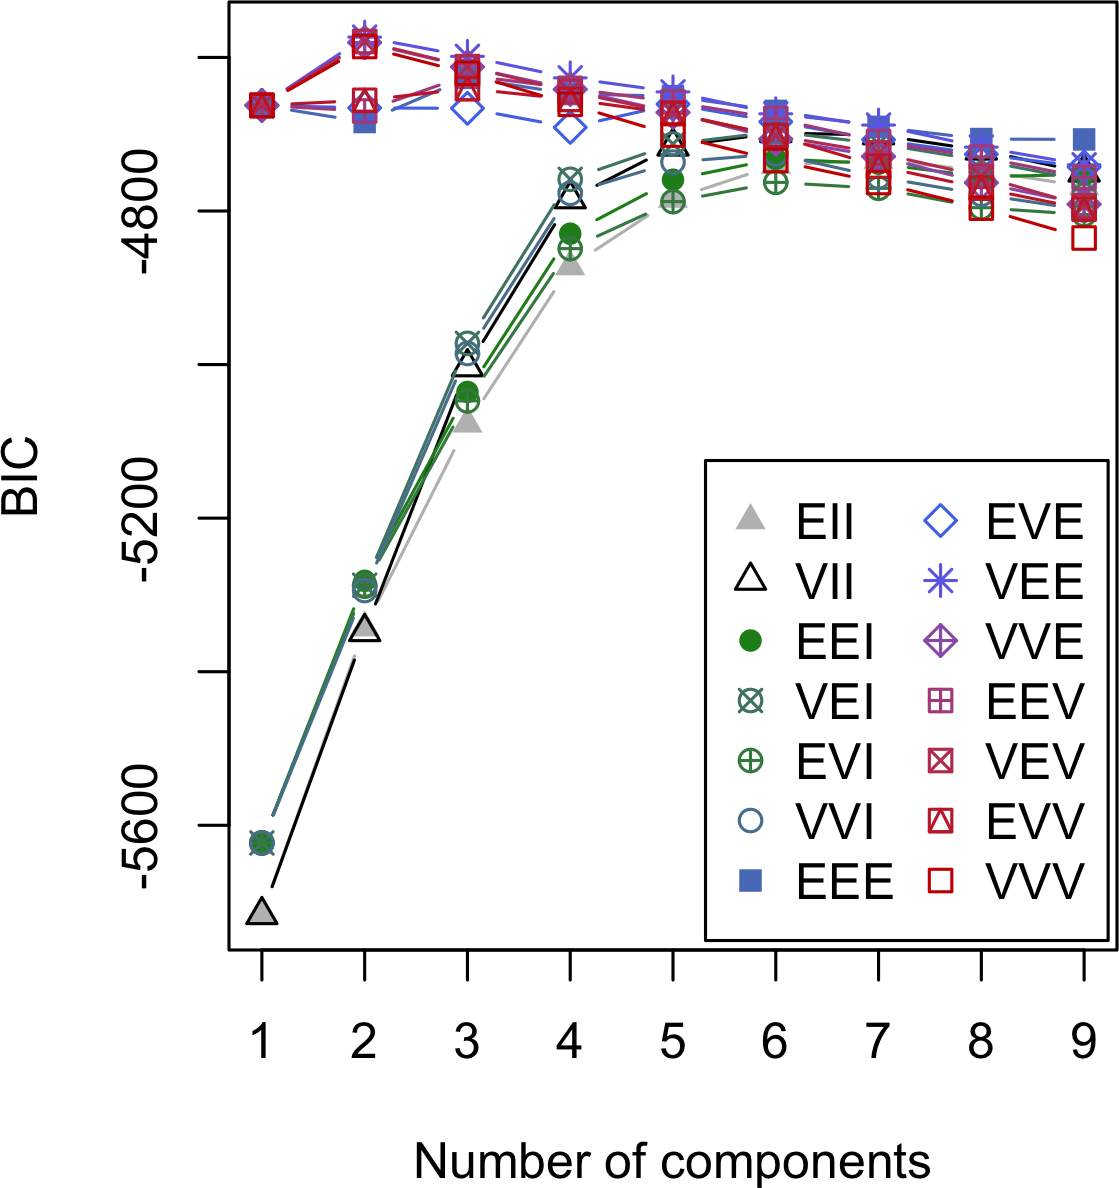 BIC
-4800
-5200
-5600
EII
VII
EEI
VEI
EVI
VVI
EEE
EVE
VEE
VVE
EEV
VEV
EVV
VVV
1 2 3 4 5 6 7 8 9
Number of components